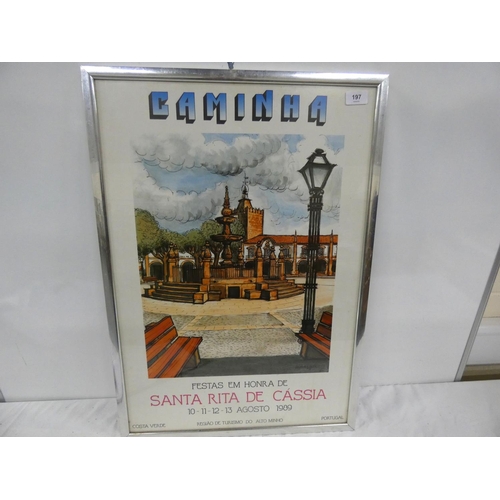 CAMINHA
197
FESTAS EM HONRA DE
SANTA RITA DE CÁSSIA
10-11-12-13 AGOSTO 1989
COSTA VERDE REGIÃO DE TURISMO DO ALTO MINHO PORTUGAL